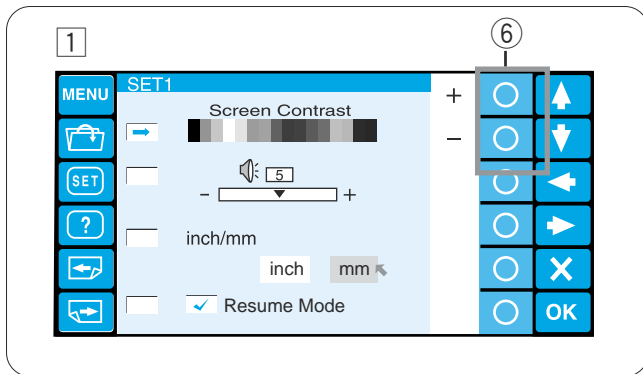 1
⑥
MENU
SET1
+
Screen Contrast
−
SET
5
− +
?
inch/mm
inch mm
X
✓ Resume Mode
OK